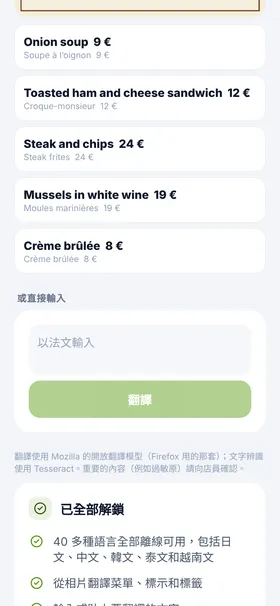 Onion soup 9 €
Soupe à l'oignon 9 €
Toasted ham and cheese sandwich 12 €
Croque-monsieur 12 €
Steak and chips 24 €
Steak frites 24 €
Mussels in white wine 19 €
Moules marinières 19 €
Crème brûlée 8 €
Crème brûlée 8 €
或直接輸入
以法文輸入
翻譯
翻譯使用 Mozilla 的開放翻譯模型（Firefox 用的那套）；文字辨識
使用 Tesseract。重要的內容（例如過敏原）請向店員確認。
已全部解鎖
40 多種語言全部離線可用，包括日
文、中文、韓文、泰文和越南文
從相片翻譯菜單、標示和標籤